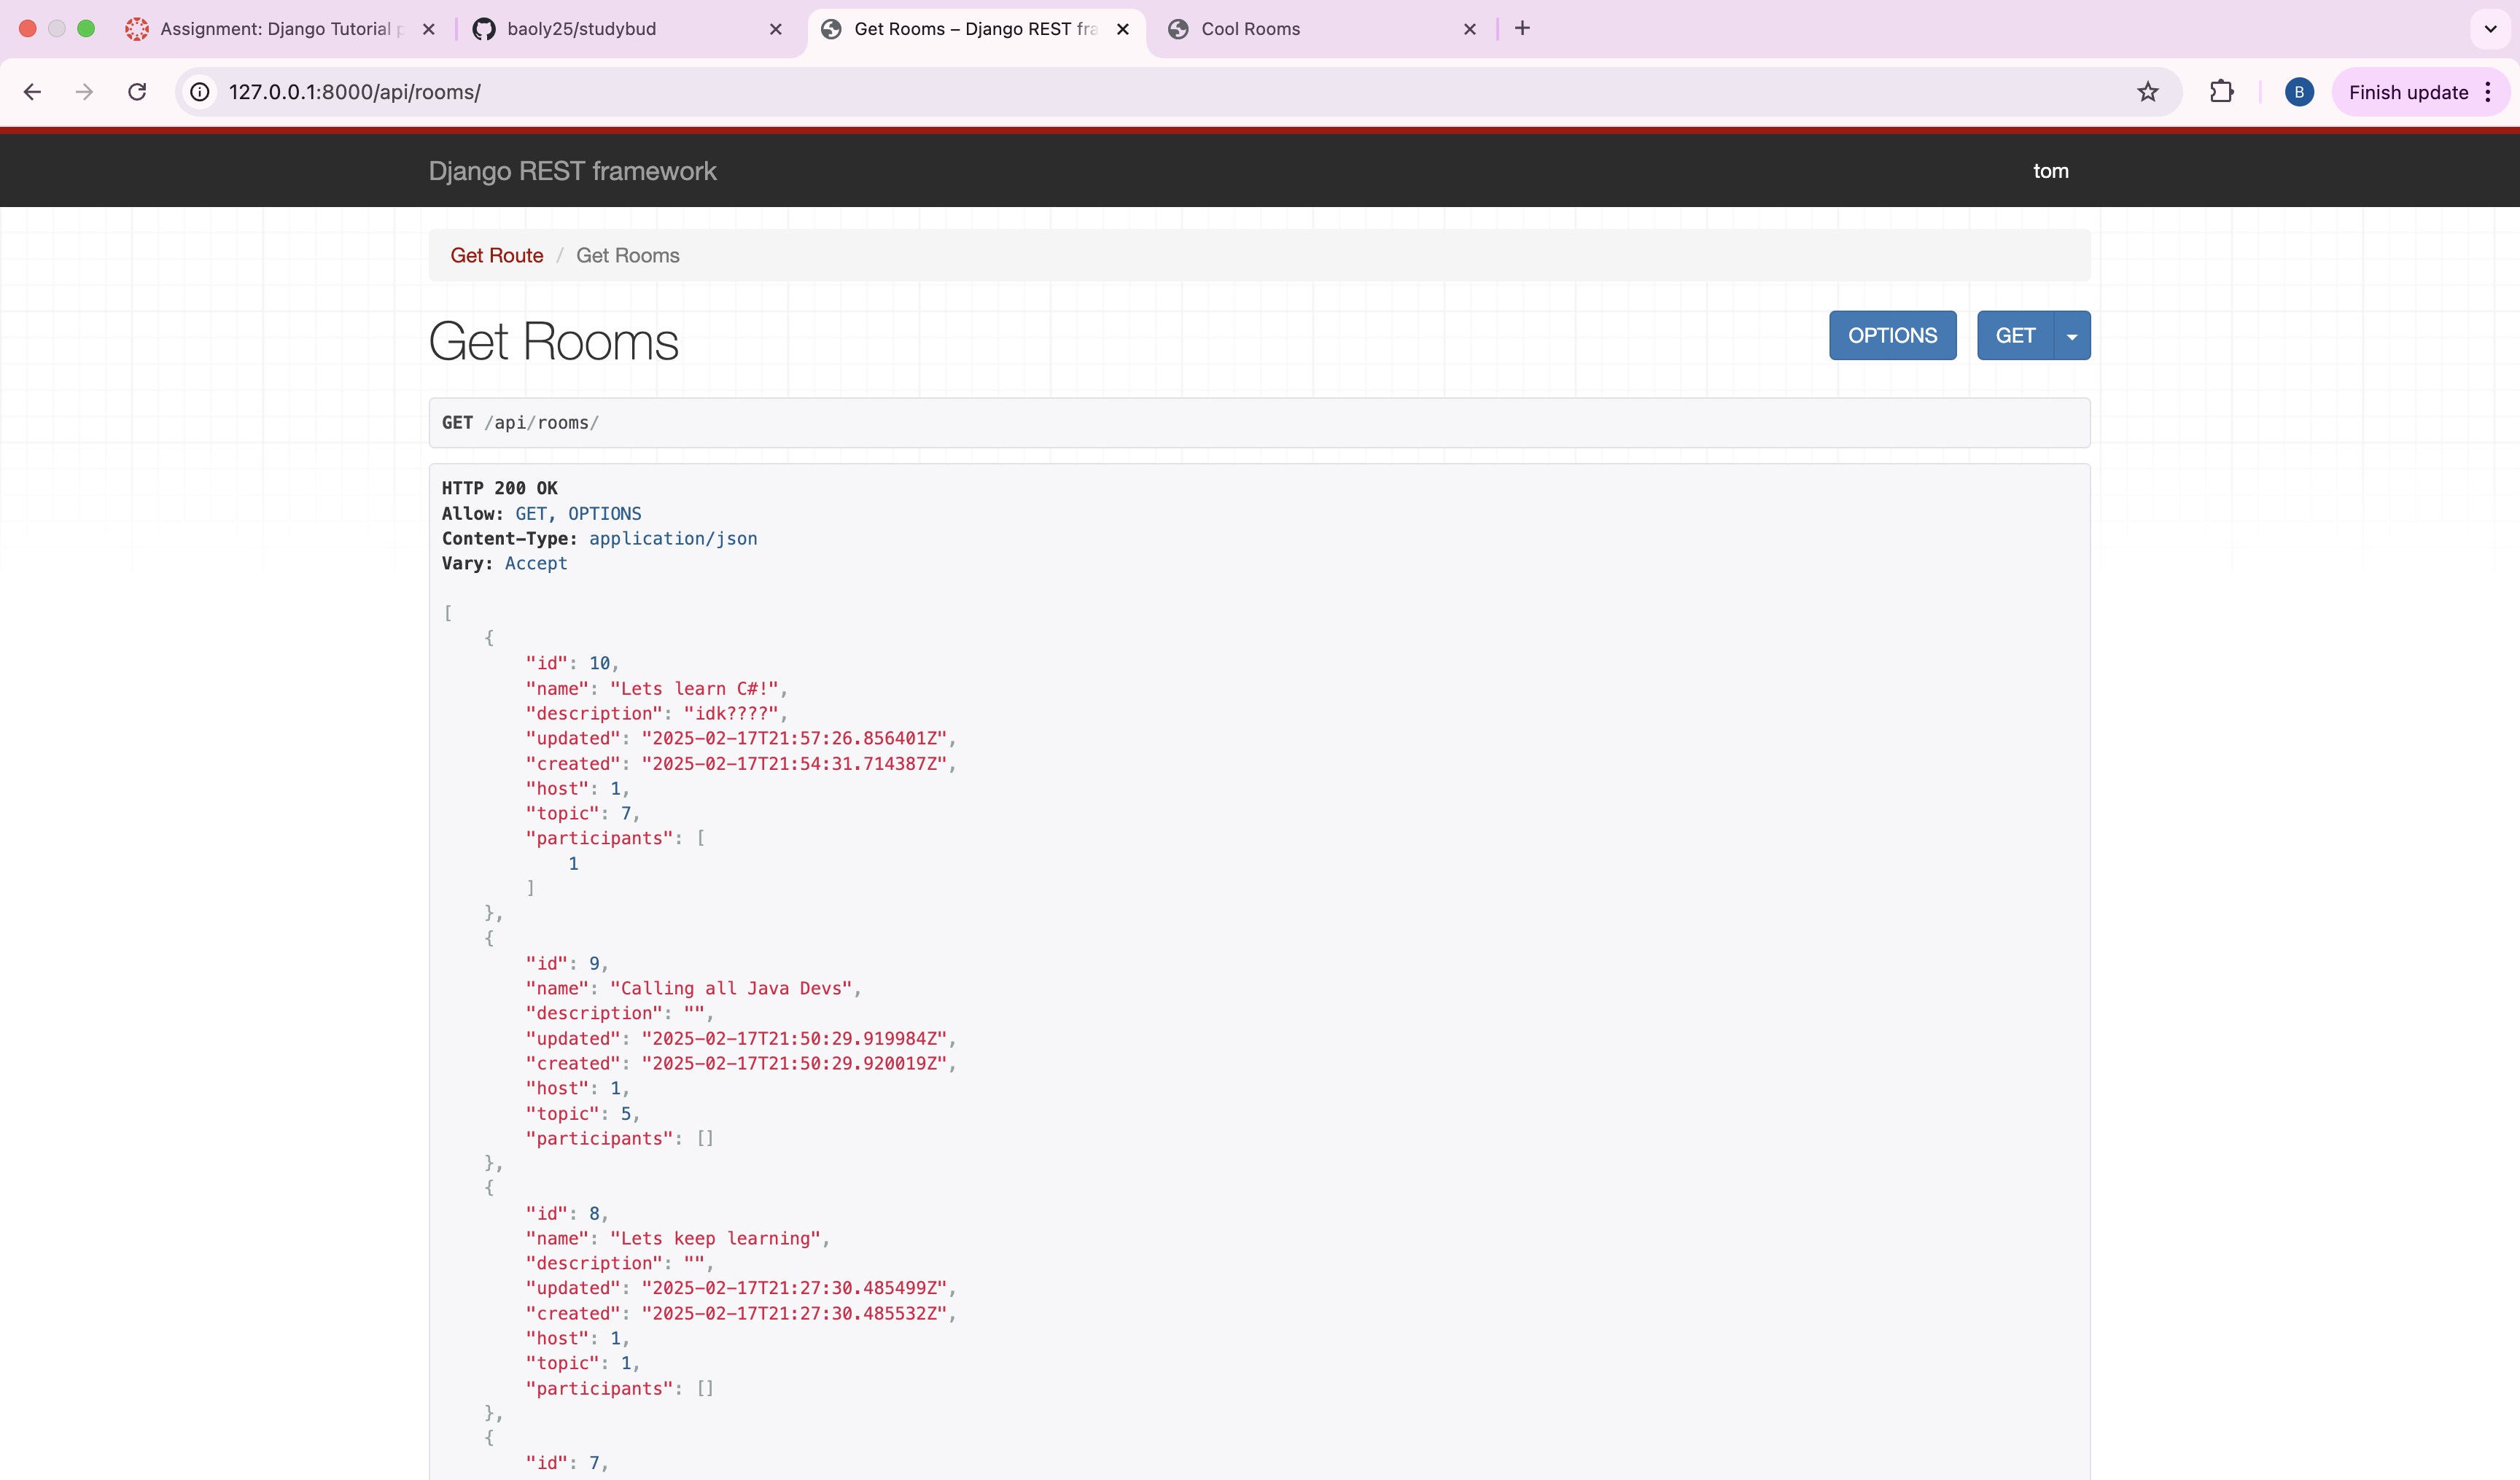 Assignment: Django Tutorial p
baoly25/studybud
Get Rooms – Django REST fra
Cool Rooms
127.0.0.1:8000/api/rooms/
B
Finish update
Django REST framework
tom
Get Route / Get Rooms
Get Rooms
OPTIONS
GET
GET /api/rooms/
HTTP 200 OK
Allow: GET, OPTIONS
Content-Type: application/json
Vary: Accept
[
    {
        "id": 10,
        "name": "Lets learn C#!",
        "description": "idk????",
        "updated": "2025-02-17T21:57:26.856401Z",
        "created": "2025-02-17T21:54:31.714387Z",
        "host": 1,
        "topic": 7,
        "participants": [
            1
        ]
    },
    {
        "id": 9,
        "name": "Calling all Java Devs",
        "description": "",
        "updated": "2025-02-17T21:50:29.919984Z",
        "created": "2025-02-17T21:50:29.920019Z",
        "host": 1,
        "topic": 5,
        "participants": []
    },
    {
        "id": 8,
        "name": "Lets keep learning",
        "description": "",
        "updated": "2025-02-17T21:27:30.485499Z",
        "created": "2025-02-17T21:27:30.485532Z",
        "host": 1,
        "topic": 1,
        "participants": []
    },
    {
        "id": 7,